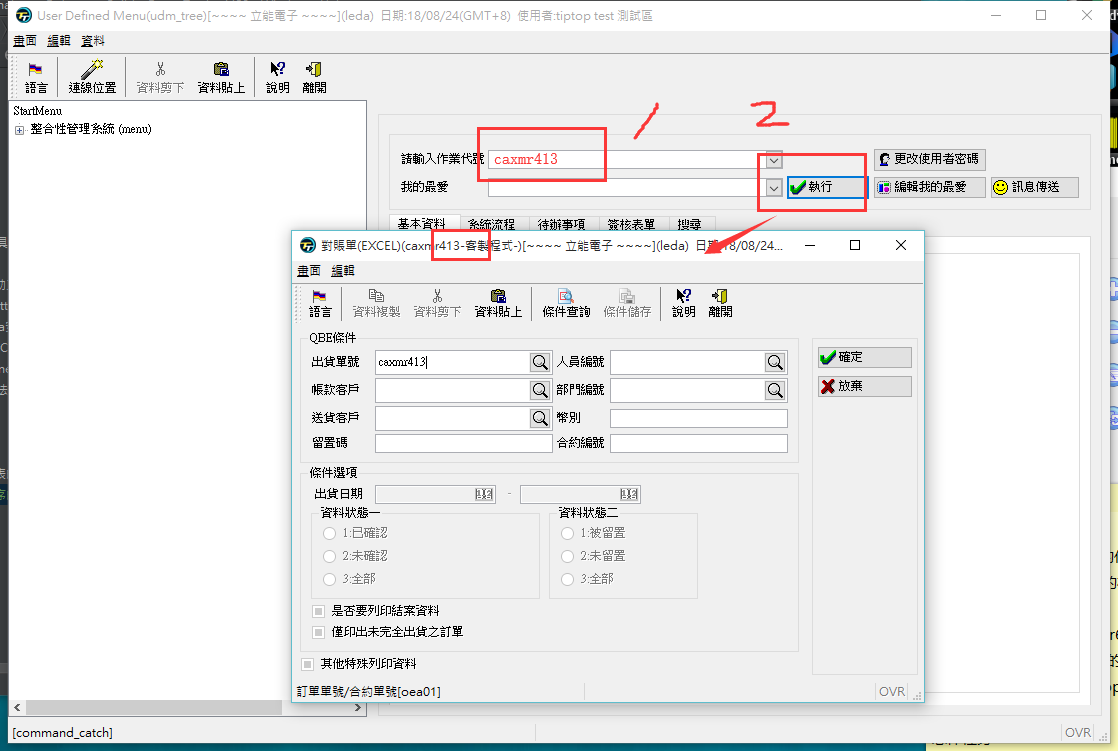 User Defined Menu(udm_tree)[~~~~ 立能電子 ~~~~](leda) 日期:18/08/24(GMT+8) 使用者:tiptop test 測試區
畫面 編輯 資料
語言 連線位置 資料剪下 資料貼上 說明 離開
StartMenu
整合性管理系統 (menu)
1 2
請輸入作業代號 caxmr413 更改使用者密碼
我的最愛 執行 編輯我的最愛 訊息傳送
基本資料 系統流程 待辦事項 簽核表單 搜尋
對賬單(EXCEL)(caxmr413-客製程式-)[~~~~ 立能電子 ~~~~](leda) 日期:18/08/24...
畫面 編輯
語言 資料複製 資料剪下 資料貼上 條件查詢 條件儲存 說明 離開
QBE條件
出貨單號 caxmr413 人員編號
帳款客戶 部門編號
送貨客戶 幣別
留置碼 合約編號
確定
放棄
條件選項
出貨日期 -
資料狀態一 資料狀態二
1:已確認 1:被留置
2:未確認 2:未留置
3:全部 3:全部
是否要列印結案資料
僅印出未完全出貨之訂單
其他特殊列印資料
訂單單號/合約單號[oea01] OVR
[command_catch] OVR